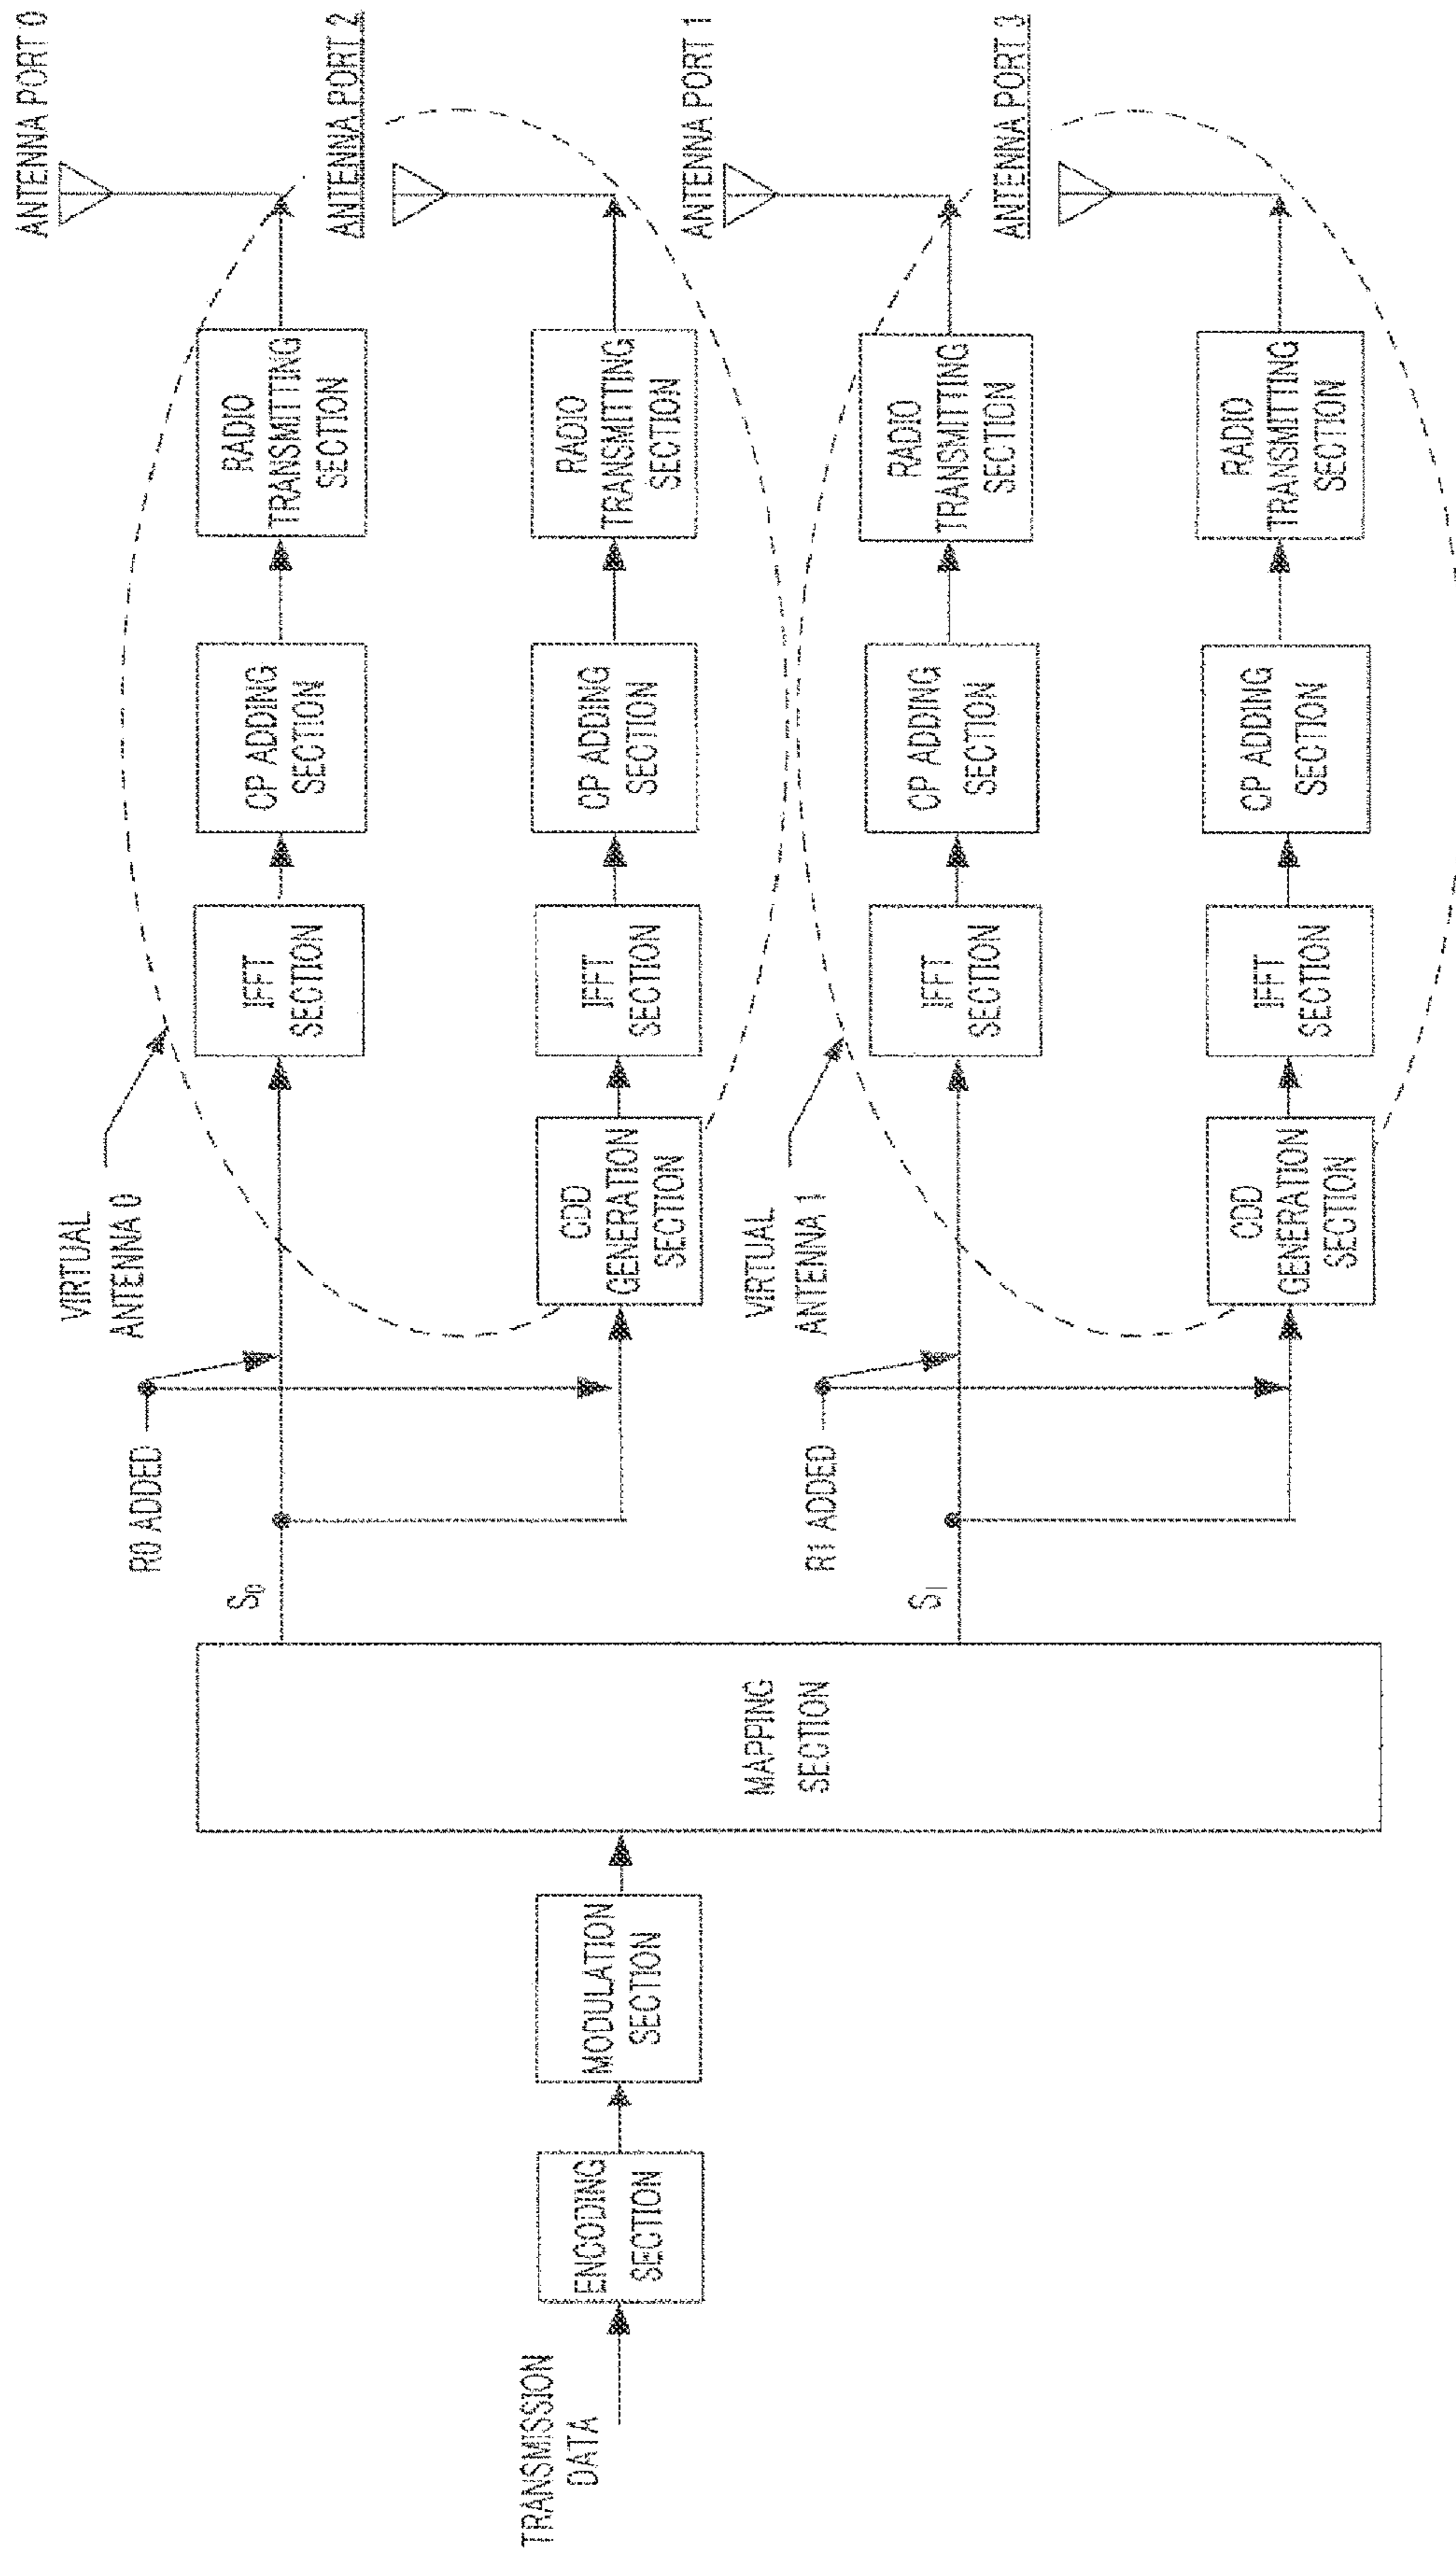 TRANSMISSION
DATA
ENCODING
SECTION
MODULATION
SECTION
MAPPING
SECTION
S0
R0 ADDED
VIRTUAL
ANTENNA 0
IFFT
SECTION
CP ADDING
SECTION
RADIO
TRANSMITTING
SECTION
ANTENNA PORT 0
CDD
GENERATION
SECTION
IFFT
SECTION
CP ADDING
SECTION
RADIO
TRANSMITTING
SECTION
ANTENNA PORT 2
S1
R1 ADDED
VIRTUAL
ANTENNA 1
IFFT
SECTION
CP ADDING
SECTION
RADIO
TRANSMITTING
SECTION
ANTENNA PORT 1
CDD
GENERATION
SECTION
IFFT
SECTION
CP ADDING
SECTION
RADIO
TRANSMITTING
SECTION
ANTENNA PORT 3